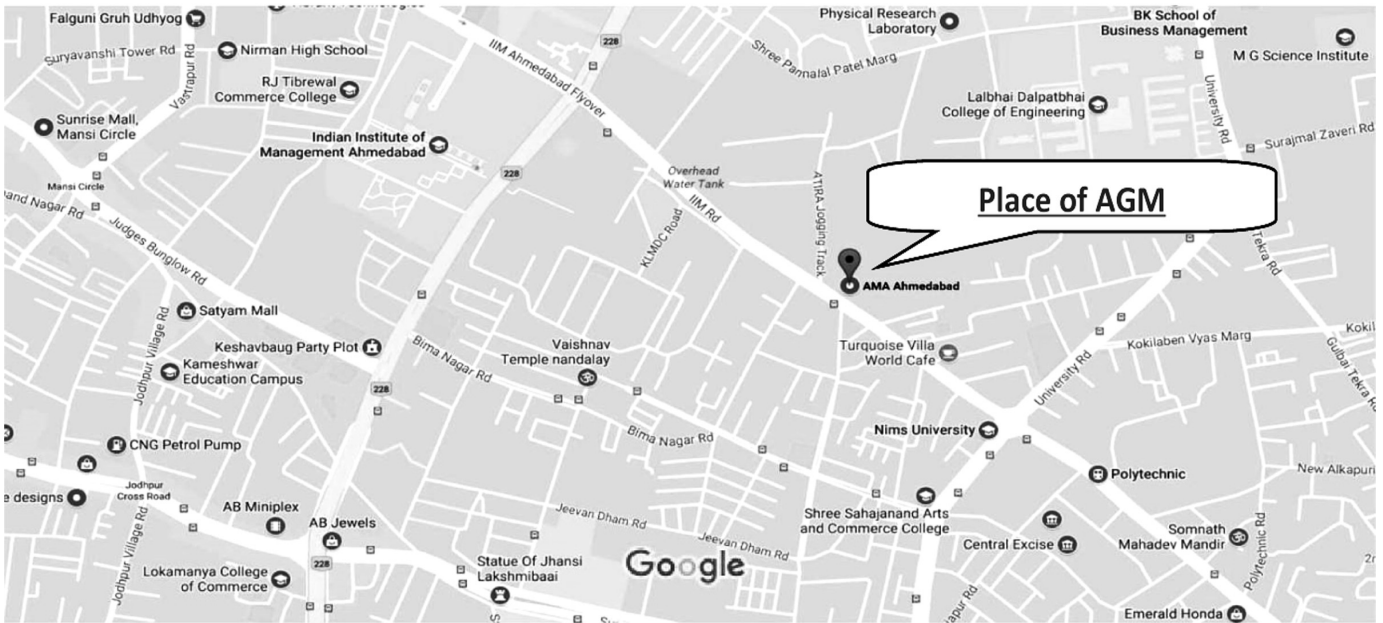 Falguni Gruh Udhyog
Suryavanshi Tower Rd
Nirman High School
Vastrapur Rd
RJ Tibrewal
Commerce College
Sunrise Mall,
Mansi Circle
Mansi Circle
and Nagar Rd
Judges Bunglow Rd
Indian Institute of
Management Ahmedabad
228
IIM Ahmedabad Flyover
228
Physical Research
Laboratory
Shree Pannalal Patel Marg
BK School of
Business Management
M G Science Institute
Lalbhai Dalpatbhai
College of Engineering
University Rd
Surajmal Zaveri Rd
Overhead
Water Tank
IIM Rd
KLMDC Road
ATIRA Jogging Track
Place of AGM
AMA Ahmedabad
Tekra Rd
Satyam Mall
Jodhpur Village Rd
Keshavbaug Party Plot
Kameshwar
Education Campus
228
Bima Nagar Rd
Vaishnav
Temple nandalay
Bima Nagar Rd
Turquoise Villa
World Cafe
Kokilaben Vyas Marg
Kokil
University Rd
Gulbai Tekra Rd
Nims University
Polytechnic
New Alkapuri
CNG Petrol Pump
e designs
Jodhpur
Cross Road
Jodhpur Village Rd
AB Miniplex
AB Jewels
228
Lokamanya College
of Commerce
Jeevan Dham Rd
Jeevan Dham Rd
Statue Of Jhansi
Lakshmibaai
Google
Shree Sahajanand Arts
and Commerce College
Central Excise
Somnath
Mahadev Mandir
Polytechnic Rd
Emerald Honda